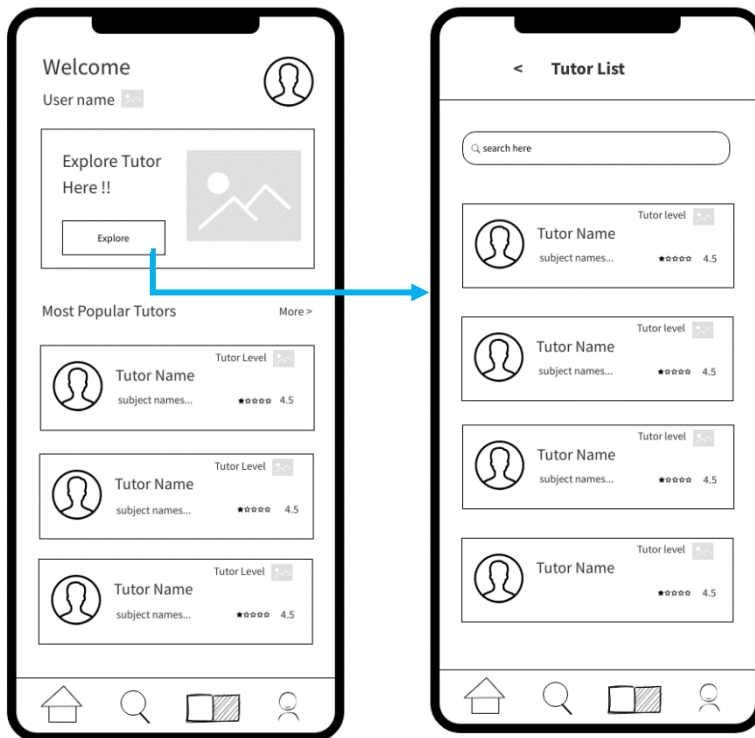 Welcome
User name
Explore Tutor
Here !!
Explore
Most Popular Tutors More >
Tutor Level
Tutor Name
subject names... 4.5
Tutor Level
Tutor Name
subject names... 4.5
Tutor Level
Tutor Name
subject names... 4.5
< Tutor List
search here
Tutor level
Tutor Name
subject names... 4.5
Tutor level
Tutor Name
subject names... 4.5
Tutor level
Tutor Name
subject names... 4.5
Tutor level
Tutor Name
4.5